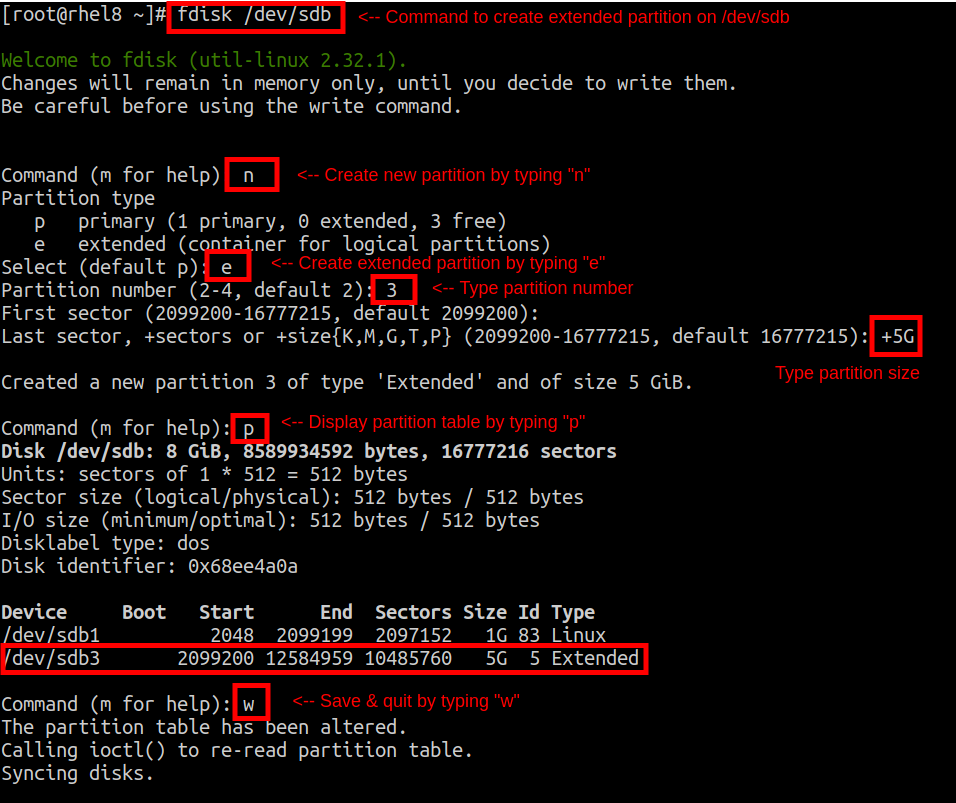 [root@rhel8 ~]# fdisk /dev/sdb <-- Command to create extended partition on /dev/sdb
Welcome to fdisk (util-linux 2.32.1).
Changes will remain in memory only, until you decide to write them.
Be careful before using the write command.
Command (m for help) n <-- Create new partition by typing "n"
Partition type
p primary (1 primary, 0 extended, 3 free)
e extended (container for logical partitions)
Select (default p): e <-- Create extended partition by typing "e"
Partition number (2-4, default 2): 3 <-- Type partition number
First sector (2099200-16777215, default 2099200):
Last sector, +sectors or +size{K,M,G,T,P} (2099200-16777215, default 16777215): +5G
Type partition size
Created a new partition 3 of type 'Extended' and of size 5 GiB.
Command (m for help): p <-- Display partition table by typing "p"
Disk /dev/sdb: 8 GiB, 8589934592 bytes, 16777216 sectors
Units: sectors of 1 * 512 = 512 bytes
Sector size (logical/physical): 512 bytes / 512 bytes
I/O size (minimum/optimal): 512 bytes / 512 bytes
Disklabel type: dos
Disk identifier: 0x68ee4a0a
Device Boot Start End Sectors Size Id Type
/dev/sdb1 2048 2099199 2097152 1G 83 Linux
/dev/sdb3 2099200 12584959 10485760 5G 5 Extended
Command (m for help): w <-- Save & quit by typing "w"
The partition table has been altered.
Calling ioctl() to re-read partition table.
Syncing disks.